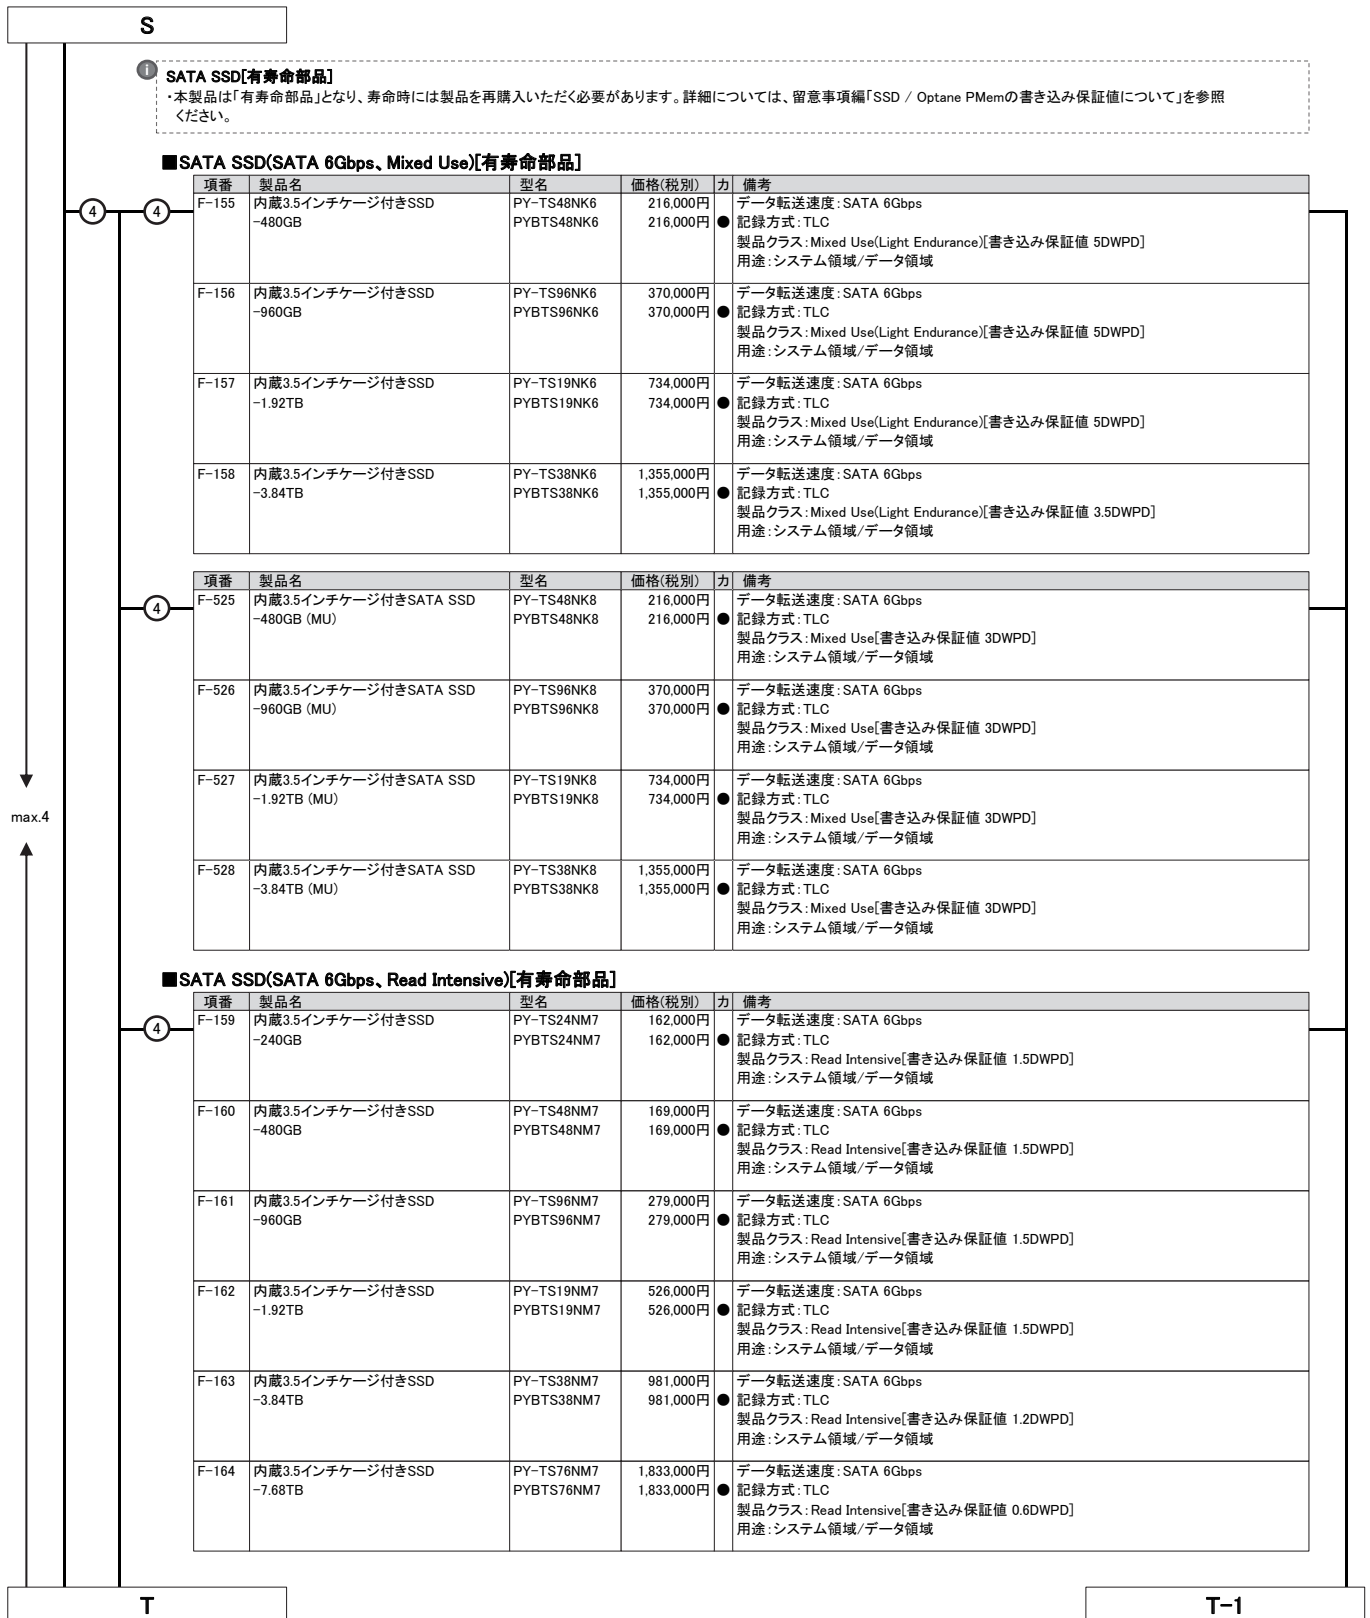 S
i
SATA SSD[有寿命部品]
・本製品は「有寿命部品」となり、寿命時には製品を再購入いただく必要があります。詳細については、留意事項編「SSD / Optane PMemの書き込み保証値について」を参照
ください。
■SATA SSD(SATA 6Gbps、Mixed Use)[有寿命部品]
項番 製品名 型名 価格(税別) カ 備考
4 4 F-155 内蔵3.5インチケージ付きSSD PY-TS48NK6 216,000円 データ転送速度:SATA 6Gbps
-480GB PYBTS48NK6 216,000円 ● 記録方式:TLC
製品クラス:Mixed Use(Light Endurance)[書き込み保証値 5DWPD]
用途:システム領域/データ領域
F-156 内蔵3.5インチケージ付きSSD PY-TS96NK6 370,000円 データ転送速度:SATA 6Gbps
-960GB PYBTS96NK6 370,000円 ● 記録方式:TLC
製品クラス:Mixed Use(Light Endurance)[書き込み保証値 5DWPD]
用途:システム領域/データ領域
F-157 内蔵3.5インチケージ付きSSD PY-TS19NK6 734,000円 データ転送速度:SATA 6Gbps
-1.92TB PYBTS19NK6 734,000円 ● 記録方式:TLC
製品クラス:Mixed Use(Light Endurance)[書き込み保証値 5DWPD]
用途:システム領域/データ領域
F-158 内蔵3.5インチケージ付きSSD PY-TS38NK6 1,355,000円 データ転送速度:SATA 6Gbps
-3.84TB PYBTS38NK6 1,355,000円 ● 記録方式:TLC
製品クラス:Mixed Use(Light Endurance)[書き込み保証値 3.5DWPD]
用途:システム領域/データ領域
項番 製品名 型名 価格(税別) カ 備考
4 F-525 内蔵3.5インチケージ付きSATA SSD PY-TS48NK8 216,000円 データ転送速度:SATA 6Gbps
-480GB (MU) PYBTS48NK8 216,000円 ● 記録方式:TLC
製品クラス:Mixed Use[書き込み保証値 3DWPD]
用途:システム領域/データ領域
F-526 内蔵3.5インチケージ付きSATA SSD PY-TS96NK8 370,000円 データ転送速度:SATA 6Gbps
-960GB (MU) PYBTS96NK8 370,000円 ● 記録方式:TLC
製品クラス:Mixed Use[書き込み保証値 3DWPD]
用途:システム領域/データ領域
F-527 内蔵3.5インチケージ付きSATA SSD PY-TS19NK8 734,000円 データ転送速度:SATA 6Gbps
-1.92TB (MU) PYBTS19NK8 734,000円 ● 記録方式:TLC
製品クラス:Mixed Use[書き込み保証値 3DWPD]
用途:システム領域/データ領域
max.4
F-528 内蔵3.5インチケージ付きSATA SSD PY-TS38NK8 1,355,000円 データ転送速度:SATA 6Gbps
-3.84TB (MU) PYBTS38NK8 1,355,000円 ● 記録方式:TLC
製品クラス:Mixed Use[書き込み保証値 3DWPD]
用途:システム領域/データ領域
■SATA SSD(SATA 6Gbps、Read Intensive)[有寿命部品]
項番 製品名 型名 価格(税別) カ 備考
4 F-159 内蔵3.5インチケージ付きSSD PY-TS24NM7 162,000円 データ転送速度:SATA 6Gbps
-240GB PYBTS24NM7 162,000円 ● 記録方式:TLC
製品クラス:Read Intensive[書き込み保証値 1.5DWPD]
用途:システム領域/データ領域
F-160 内蔵3.5インチケージ付きSSD PY-TS48NM7 169,000円 データ転送速度:SATA 6Gbps
-480GB PYBTS48NM7 169,000円 ● 記録方式:TLC
製品クラス:Read Intensive[書き込み保証値 1.5DWPD]
用途:システム領域/データ領域
F-161 内蔵3.5インチケージ付きSSD PY-TS96NM7 279,000円 データ転送速度:SATA 6Gbps
-960GB PYBTS96NM7 279,000円 ● 記録方式:TLC
製品クラス:Read Intensive[書き込み保証値 1.5DWPD]
用途:システム領域/データ領域
F-162 内蔵3.5インチケージ付きSSD PY-TS19NM7 526,000円 データ転送速度:SATA 6Gbps
-1.92TB PYBTS19NM7 526,000円 ● 記録方式:TLC
製品クラス:Read Intensive[書き込み保証値 1.5DWPD]
用途:システム領域/データ領域
F-163 内蔵3.5インチケージ付きSSD PY-TS38NM7 981,000円 データ転送速度:SATA 6Gbps
-3.84TB PYBTS38NM7 981,000円 ● 記録方式:TLC
製品クラス:Read Intensive[書き込み保証値 1.2DWPD]
用途:システム領域/データ領域
F-164 内蔵3.5インチケージ付きSSD PY-TS76NM7 1,833,000円 データ転送速度:SATA 6Gbps
-7.68TB PYBTS76NM7 1,833,000円 ● 記録方式:TLC
製品クラス:Read Intensive[書き込み保証値 0.6DWPD]
用途:システム領域/データ領域
T T-1